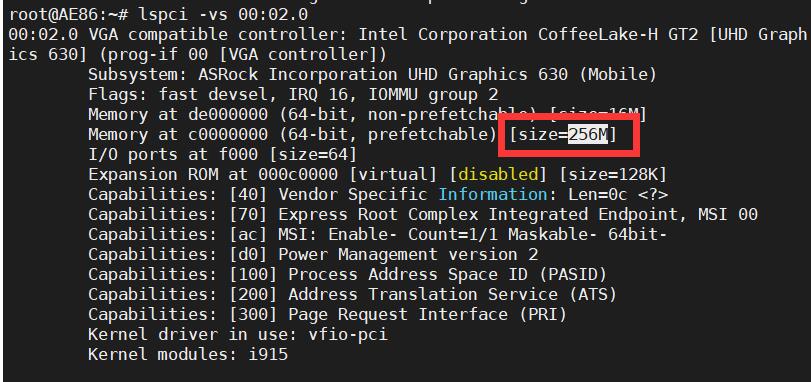 root@AE86:~# lspci -vs 00:02.0
00:02.0 VGA compatible controller: Intel Corporation CoffeeLake-H GT2 [UHD Graph
ics 630] (prog-if 00 [VGA controller])
Subsystem: ASRock Incorporation UHD Graphics 630 (Mobile)
Flags: fast devsel, IRQ 16, IOMMU group 2
Memory at de000000 (64-bit, non-prefetchable) [size=16M]
Memory at c0000000 (64-bit, prefetchable) [size=256M]
I/O ports at f000 [size=64]
Expansion ROM at 000c0000 [virtual] [disabled] [size=128K]
Capabilities: [40] Vendor Specific Information: Len=0c <?>
Capabilities: [70] Express Root Complex Integrated Endpoint, MSI 00
Capabilities: [ac] MSI: Enable- Count=1/1 Maskable- 64bit-
Capabilities: [d0] Power Management version 2
Capabilities: [100] Process Address Space ID (PASID)
Capabilities: [200] Address Translation Service (ATS)
Capabilities: [300] Page Request Interface (PRI)
Kernel driver in use: vfio-pci
Kernel modules: i915